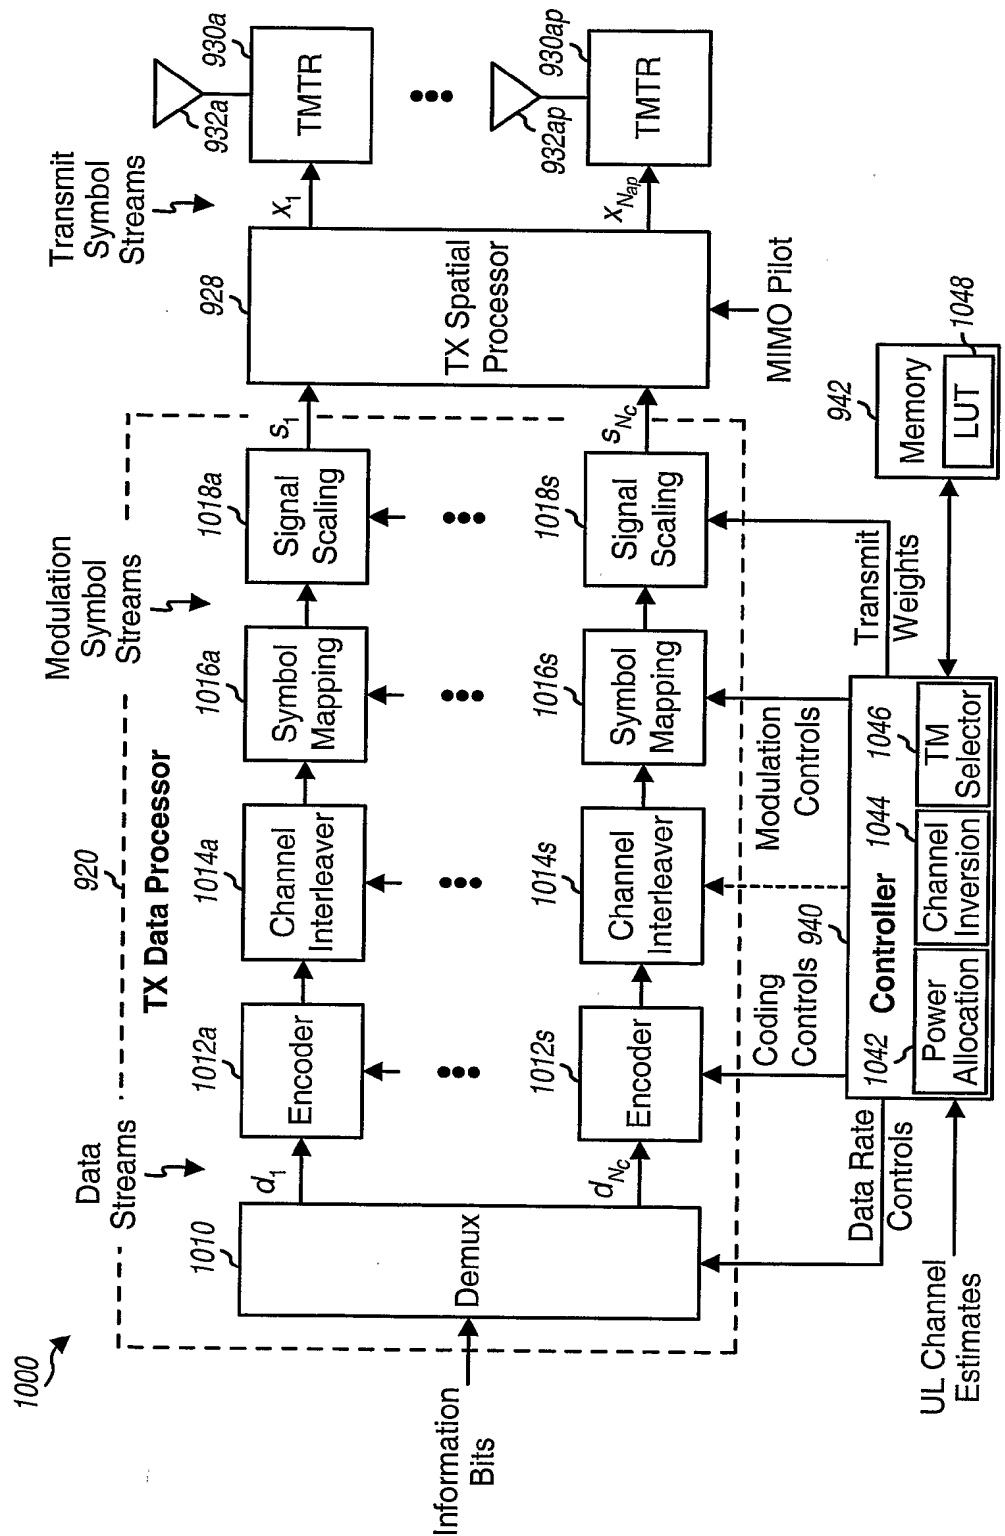 1000
Information
Bits
920
TX Data Processor
Data
Streams
Modulation
Symbol
Streams
Transmit
Symbol
Streams
1010
Demux
d1
dNc
1012a
Encoder
1014a
Channel
Interleaver
1016a
Symbol
Mapping
1018a
Signal
Scaling
s1
1012s
Encoder
1014s
Channel
Interleaver
1016s
Symbol
Mapping
1018s
Signal
Scaling
sNc
928
TX Spatial
Processor
MIMO Pilot
x1
xNap
932a
930a
TMTR
932ap
930ap
TMTR
Data Rate
Controls
Coding
Controls
Modulation
Controls
Transmit
Weights
UL Channel
Estimates
940
Controller
1042
Power
Allocation
1044
Channel
Inversion
1046
TM
Selector
942
Memory
1048
LUT